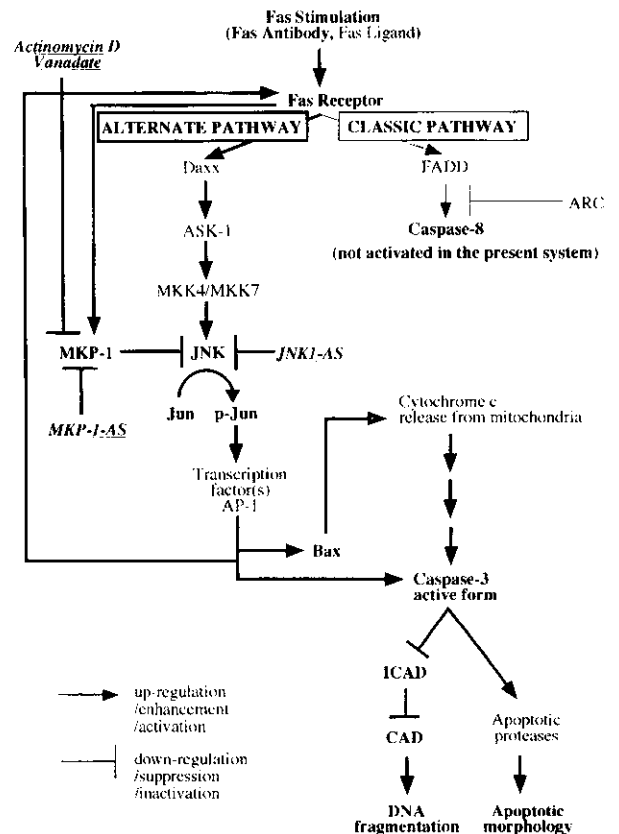 Fas Stimulation
(Fas Antibody, Fas Ligand)
Actinomycin D
Vanadate
Fas Receptor
ALTERNATE PATHWAY
CLASSIC PATHWAY
Daxx
FADD
ASK-1
ARC
Caspase-8
(not activated in the present system)
MKK4/MKK7
MKP-1
JNK
JNK1-AS
MKP-1-AS
Jun p-Jun
Cytochrome c
release from mitochondria
Transcription
factor(s)
AP-1
Bax
Caspase-3
active form
ICAD
up-regulation
/enhancement
/activation
Apoptotic
proteases
CAD
down-regulation
/suppression
/inactivation
DNA
fragmentation
Apoptotic
morphology